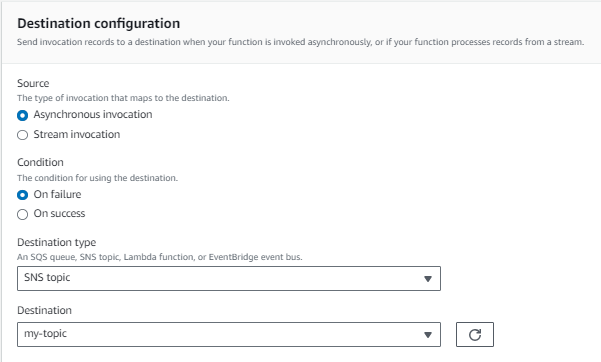 Destination configuration
Send invocation records to a destination when your function is invoked asynchronously, or if your function processes records from a stream.
Source
The type of invocation that maps to the destination.
Asynchronous invocation
Stream invocation
Condition
The condition for using the destination.
On failure
On success
Destination type
An SQS queue, SNS topic, Lambda function, or EventBridge event bus.
SNS topic
Destination
my-topic